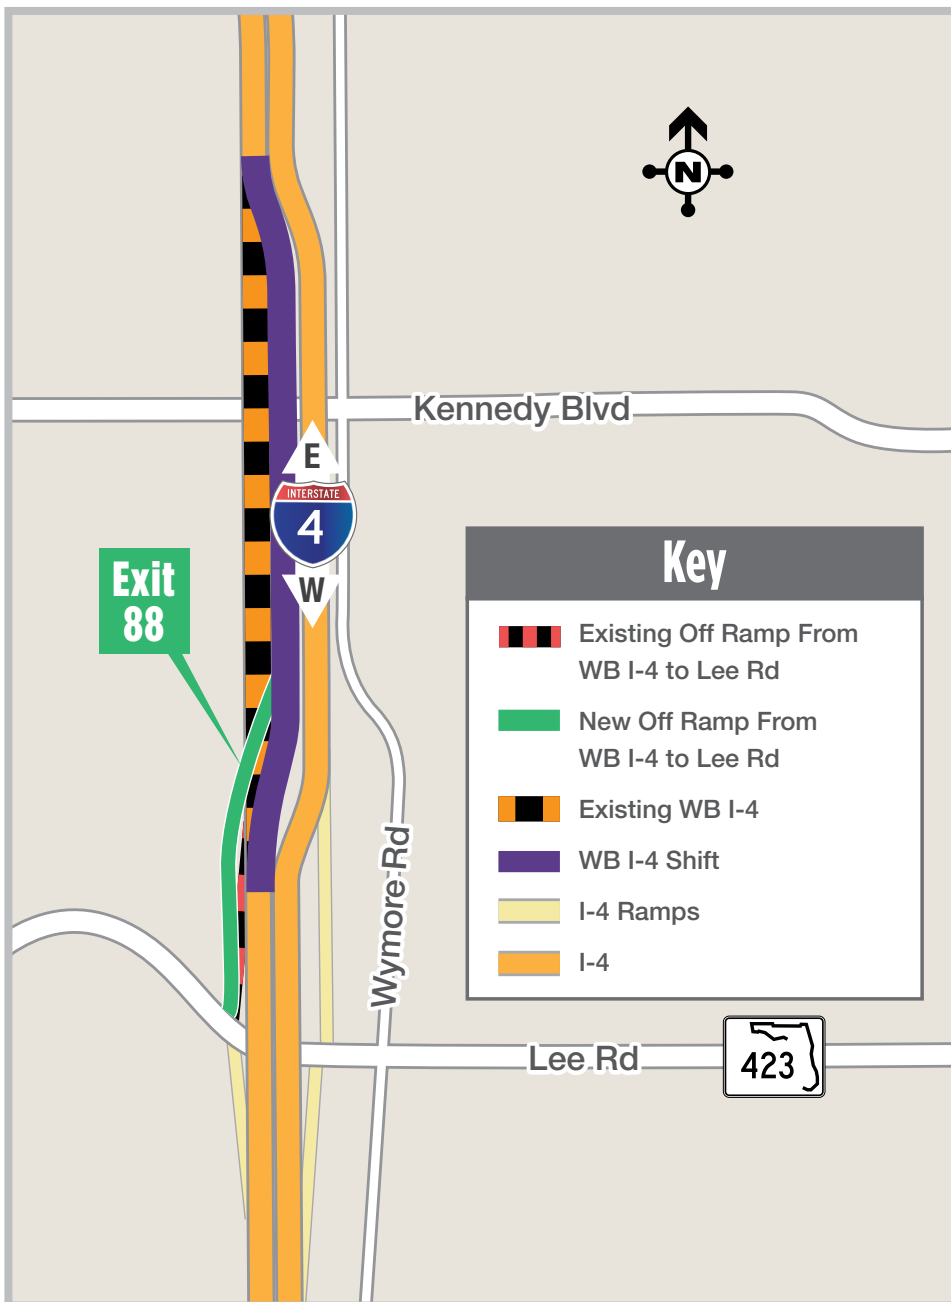 N
Kennedy Blvd
E
INTERSTATE
4
W
Exit
88
Key
Existing Off Ramp From
WB I-4 to Lee Rd
New Off Ramp From
WB I-4 to Lee Rd
Existing WB I-4
WB I-4 Shift
I-4 Ramps
I-4
Wymore Rd
Lee Rd
423